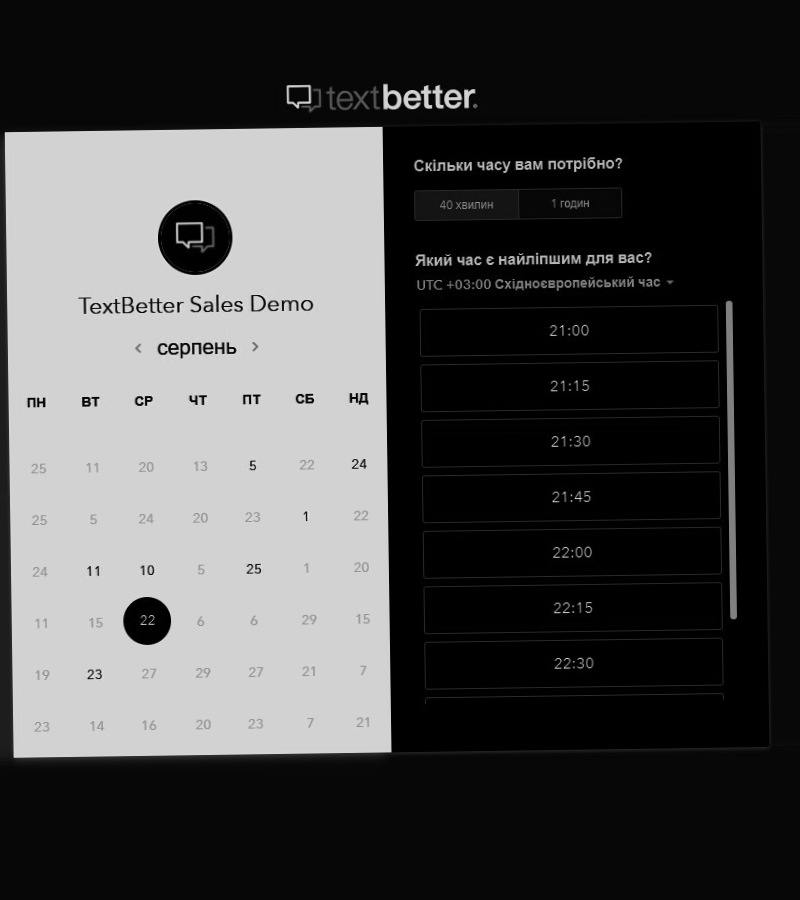 textbetter.
TextBetter Sales Demo
серпень
ПН ВТ СР ЧТ ПТ СБ НД
25 11 20 13 5 22 24
25 5 24 20 23 1 22
24 11 10 5 25 1 20
11 15 22 6 6 29 15
19 23 27 29 27 21 7
23 14 16 20 23 7 21
Скільки часу вам потрібно?
40 хвилин 1 годин
Який час є найліпшим для вас?
UTC +03:00 Східноєвропейський час
21:00
21:15
21:30
21:45
22:00
22:15
22:30